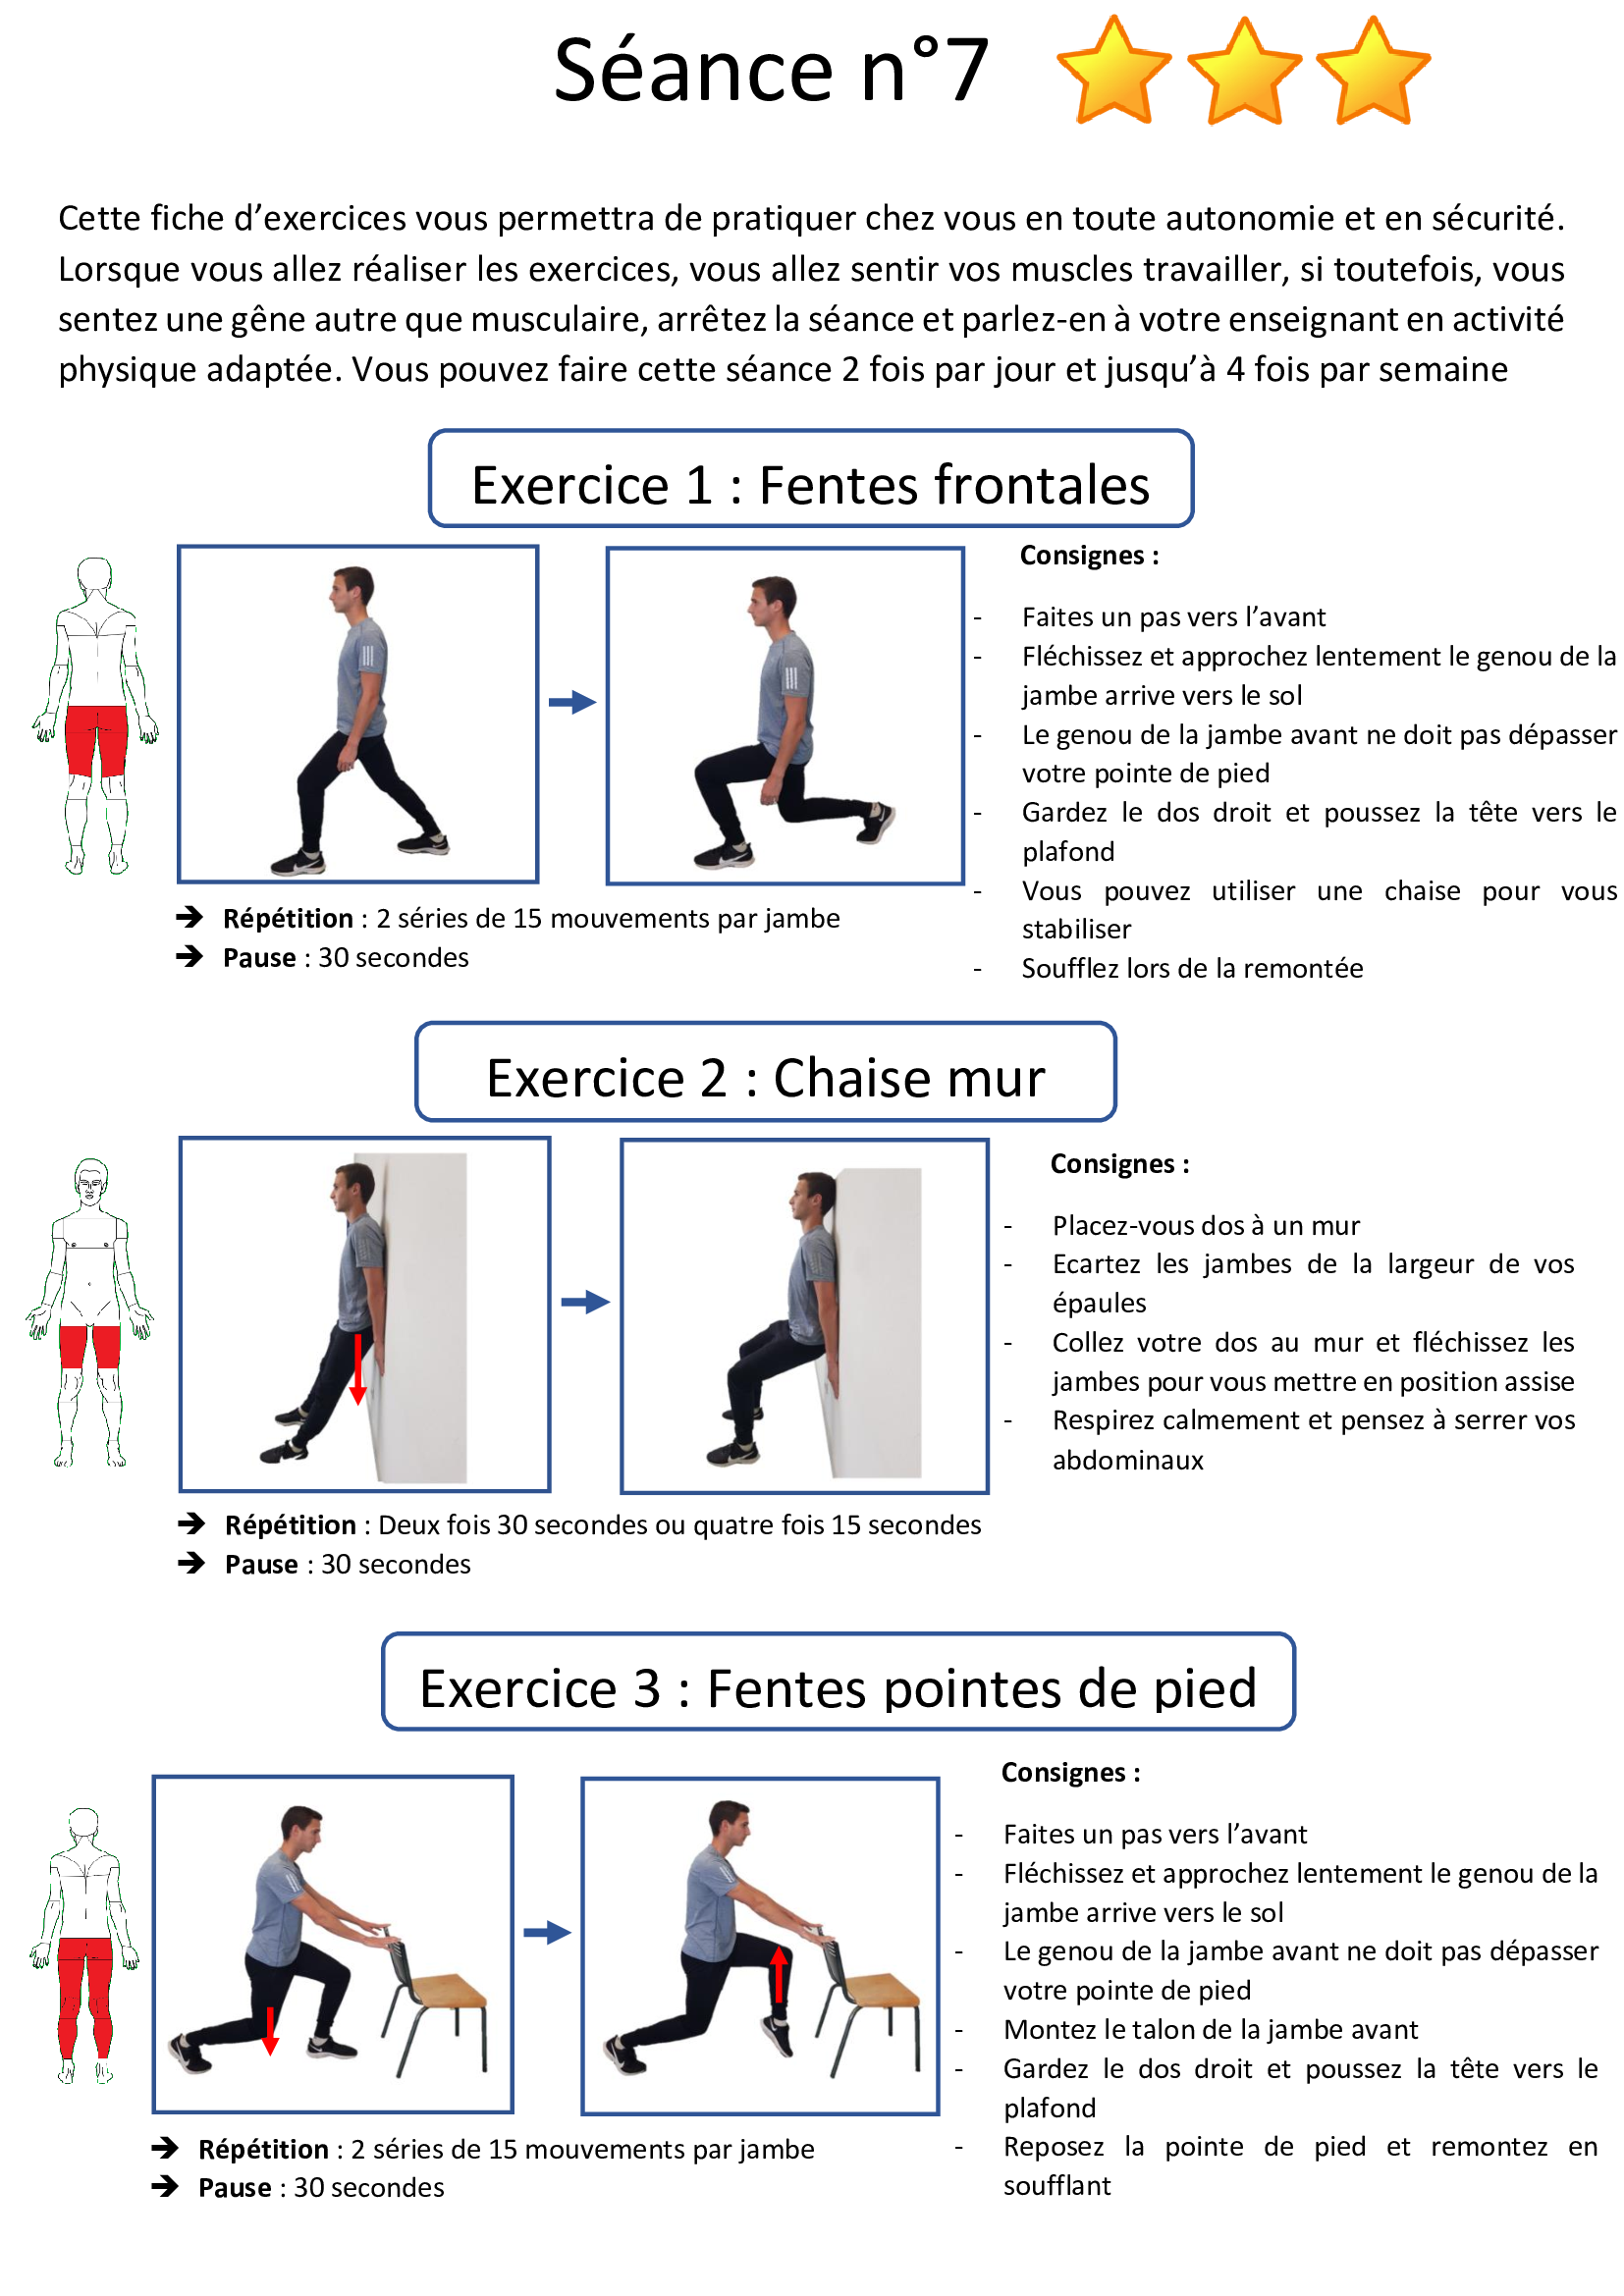 Séance n°7
Cette fiche d’exercices vous permettra de pratiquer chez vous en toute autonomie et en sécurité.
Lorsque vous allez réaliser les exercices, vous allez sentir vos muscles travailler, si toutefois, vous
sentez une gêne autre que musculaire, arrêtez la séance et parlez-en à votre enseignant en activité
physique adaptée. Vous pouvez faire cette séance 2 fois par jour et jusqu’à 4 fois par semaine
Exercice 1 : Fentes frontales
Consignes :
- Faites un pas vers l’avant
- Fléchissez et approchez lentement le genou de la
jambe arrive vers le sol
- Le genou de la jambe avant ne doit pas dépasser
votre pointe de pied
- Gardez le dos droit et poussez la tête vers le
plafond
- Vous pouvez utiliser une chaise pour vous
stabiliser
- Soufflez lors de la remontée
➔ Répétition : 2 séries de 15 mouvements par jambe
➔ Pause : 30 secondes
Exercice 2 : Chaise mur
Consignes :
- Placez-vous dos à un mur
- Ecartez les jambes de la largeur de vos
épaules
- Collez votre dos au mur et fléchissez les
jambes pour vous mettre en position assise
- Respirez calmement et pensez à serrer vos
abdominaux
➔ Répétition : Deux fois 30 secondes ou quatre fois 15 secondes
➔ Pause : 30 secondes
Exercice 3 : Fentes pointes de pied
Consignes :
- Faites un pas vers l’avant
- Fléchissez et approchez lentement le genou de la
jambe arrive vers le sol
- Le genou de la jambe avant ne doit pas dépasser
votre pointe de pied
- Montez le talon de la jambe avant
- Gardez le dos droit et poussez la tête vers le
plafond
- Reposez la pointe de pied et remontez en
soufflant
➔ Répétition : 2 séries de 15 mouvements par jambe
➔ Pause : 30 secondes